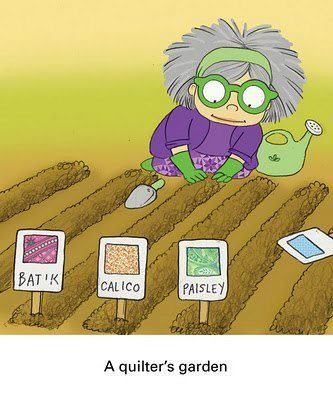 BATIK
CALICO
PAISLEY
A quilter's garden